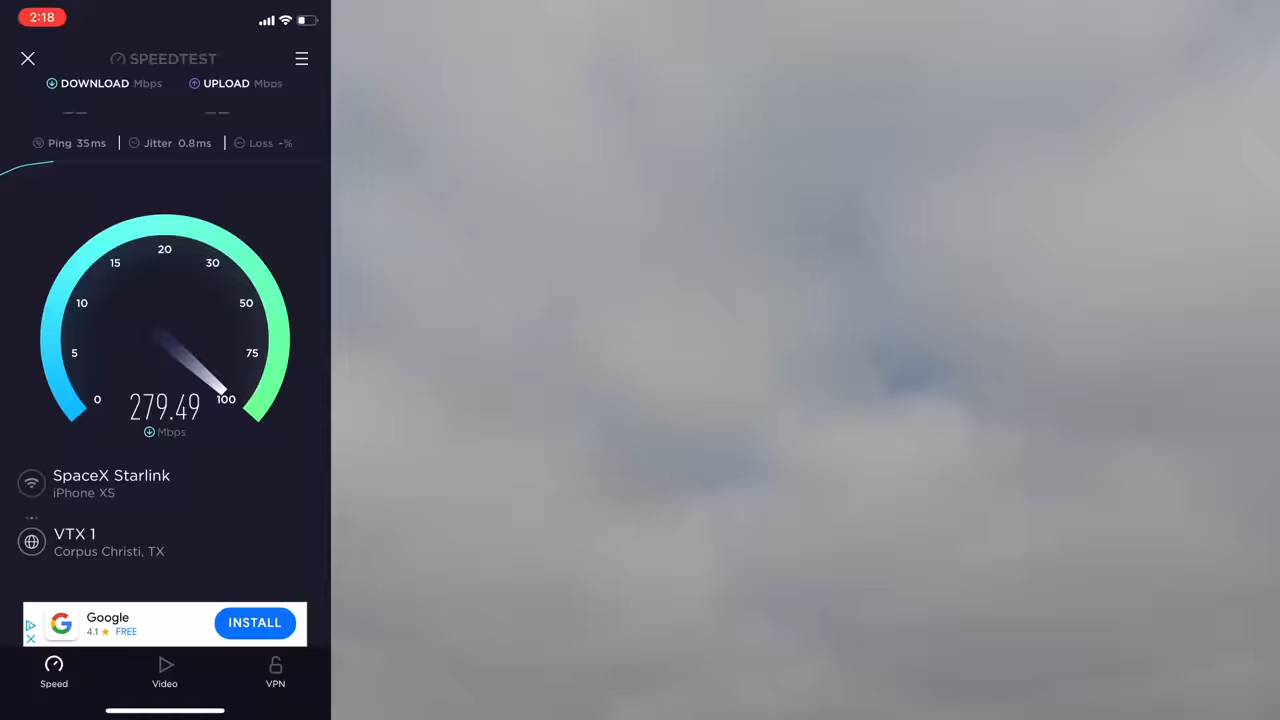 2:18
SPEEDTEST
DOWNLOAD Mbps UPLOAD Mbps
Ping 35ms Jitter 0.8ms Loss -%
20
15 30
10 50
5 75
0 279.49 100
Mbps
SpaceX Starlink
iPhone XS
VTX 1
Corpus Christi, TX
Google
4.1 ★ FREE
INSTALL
Speed Video VPN